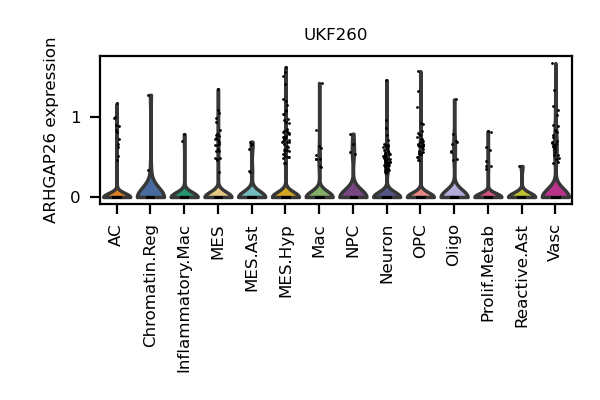 UKF260
ARHGAP26 expression
1
0
AC
Chromatin.Reg
Inflammatory.Mac
MES
MES.Ast
MES.Hyp
Mac
NPC
Neuron
OPC
Oligo
Prolif.Metab
Reactive.Ast
Vasc